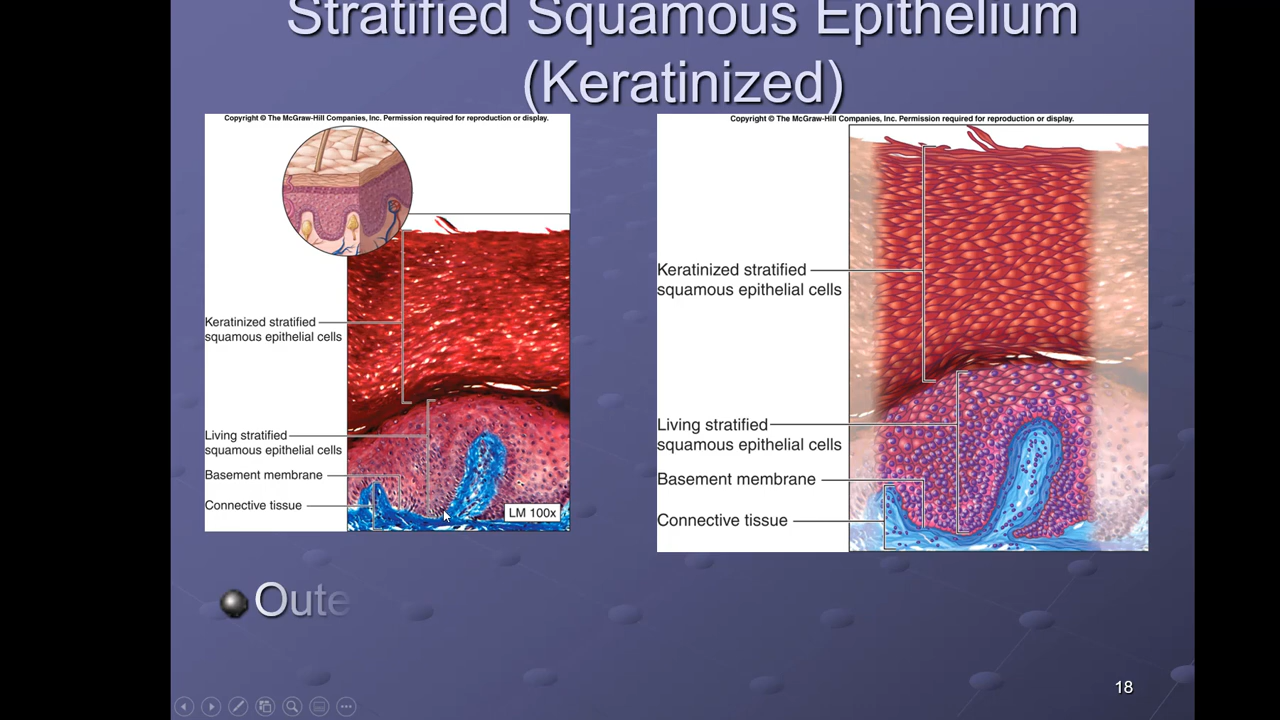 Stratified Squamous Epithelium
(Keratinized)
Copyright © The McGraw-Hill Companies, Inc. Permission required for reproduction or display.
Keratinized stratified
squamous epithelial cells
Living stratified
squamous epithelial cells
Basement membrane
Connective tissue
LM 100x
Copyright © The McGraw-Hill Companies, Inc. Permission required for reproduction or display.
Keratinized stratified
squamous epithelial cells
Living stratified
squamous epithelial cells
Basement membrane
Connective tissue
Oute
18